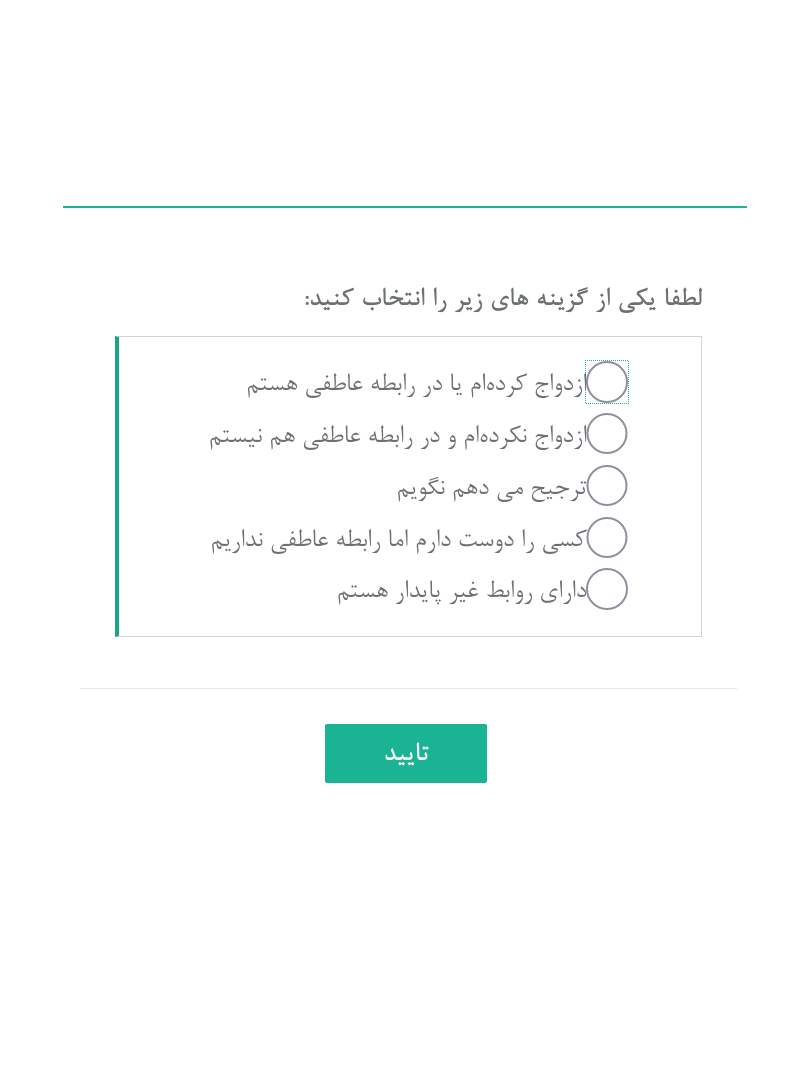 لطفا یکی از گزینه های زیر را انتخاب کنید:
ازدواج کرده‌ام یا در رابطه عاطفی هستم
ازدواج نکرده‌ام و در رابطه عاطفی هم نیستم
ترجیح می دهم نگویم
کسی را دوست دارم اما رابطه عاطفی نداریم
دارای روابط غیر پایدار هستم
تایید